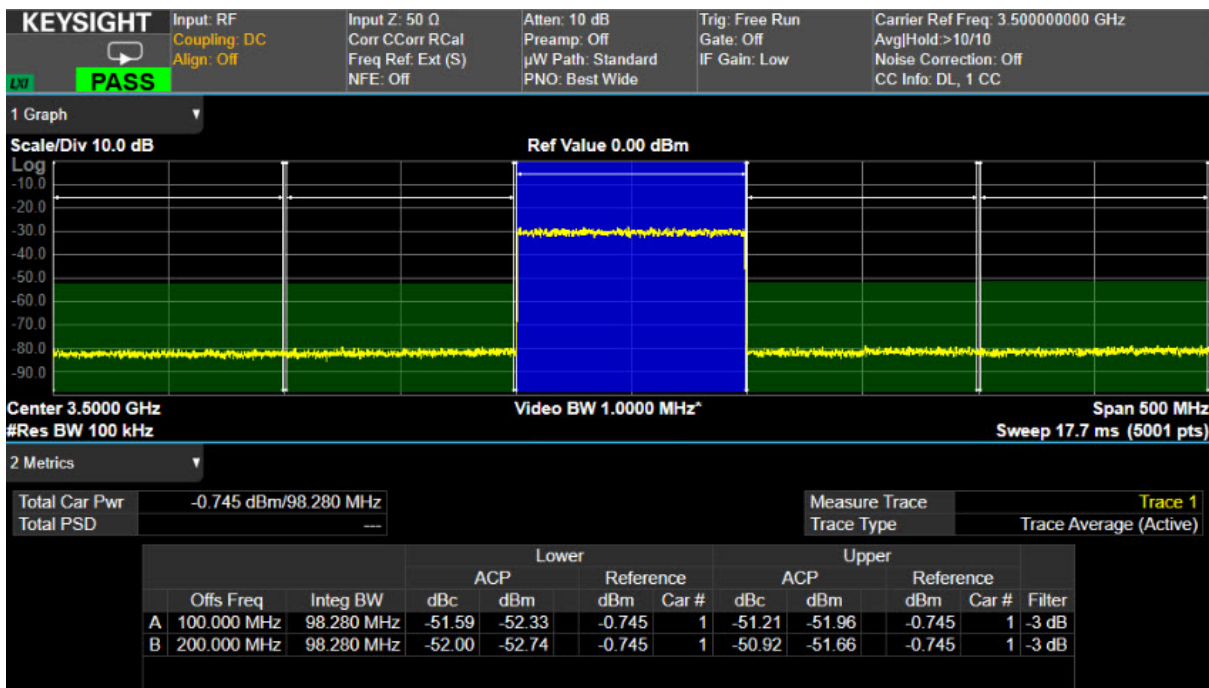 KEYSIGHT Input: RF Input Z: 50 Ω Atten: 10 dB Trig: Free Run Carrier Ref Freq: 3.500000000 GHz
Coupling: DC Corr CCorr RCal Preamp: Off Gate: Off Avg|Hold:>10/10
Align: Off Freq Ref: Ext (S) µW Path: Standard IF Gain: Low Noise Correction: Off
LXI PASS NFE: Off PNO: Best Wide CC Info: DL, 1 CC
1 Graph
Scale/Div 10.0 dB Ref Value 0.00 dBm
Log
-10.0
-20.0
-30.0
-40.0
-50.0
-60.0
-70.0
-80.0
-90.0
Center 3.5000 GHz Video BW 1.0000 MHz* Span 500 MHz
#Res BW 100 kHz Sweep 17.7 ms (5001 pts)
2 Metrics
Total Car Pwr -0.745 dBm/98.280 MHz Measure Trace Trace 1
Total PSD --- Trace Type Trace Average (Active)
Lower Upper
ACP Reference ACP Reference
Offs Freq Integ BW dBc dBm dBm Car # dBc dBm dBm Car # Filter
A 100.000 MHz 98.280 MHz -51.59 -52.33 -0.745 1 -51.21 -51.96 -0.745 1 -3 dB
B 200.000 MHz 98.280 MHz -52.00 -52.74 -0.745 1 -50.92 -51.66 -0.745 1 -3 dB